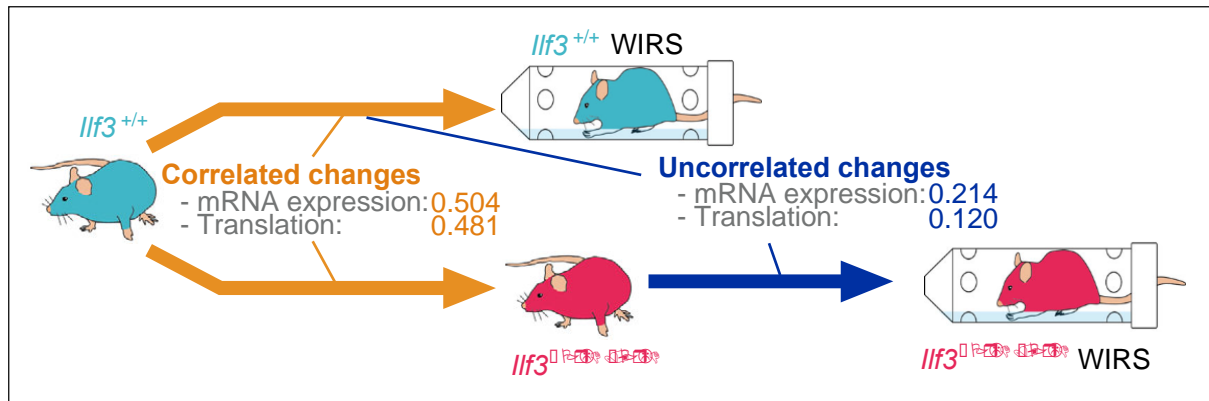 Ilf3 +/+ WIRS
Ilf3 +/+
Correlated changes
- mRNA expression: 0.504
- Translation: 0.481
Uncorrelated changes
- mRNA expression: 0.214
- Translation: 0.120
Ilf3
Ilf3 WIRS